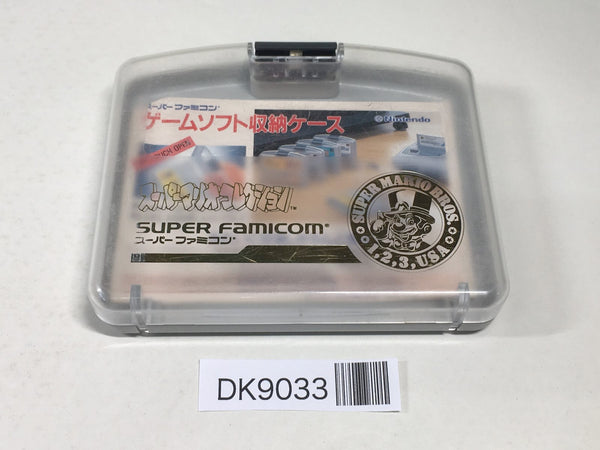 スーパーファミコン®
ゲームソフト収納ケース
Nintendo
スーパーマリオコレクション™
SUPER FAMICOM®
スーパーファミコン®
SUPER MARIO BROS.
1,2,3,USA
DK9033